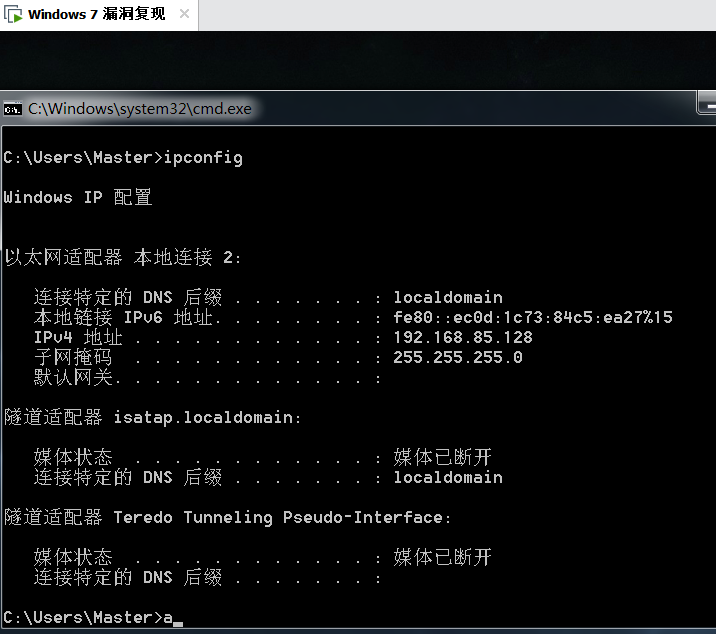 Windows 7 漏洞复现
C:\Windows\system32\cmd.exe
C:\Users\Master>ipconfig
Windows IP 配置
以太网适配器 本地连接 2:
连接特定的 DNS 后缀 . . . . . . . : localdomain
本地链接 IPv6 地址. . . . . . . . : fe80::ec0d:1c73:84c5:ea27%15
IPv4 地址 . . . . . . . . . . . . : 192.168.85.128
子网掩码  . . . . . . . . . . . . : 255.255.255.0
默认网关. . . . . . . . . . . . . :
隧道适配器 isatap.localdomain:
媒体状态  . . . . . . . . . . . . : 媒体已断开
连接特定的 DNS 后缀 . . . . . . . : localdomain
隧道适配器 Teredo Tunneling Pseudo-Interface:
媒体状态  . . . . . . . . . . . . : 媒体已断开
连接特定的 DNS 后缀 . . . . . . . :
C:\Users\Master>a_